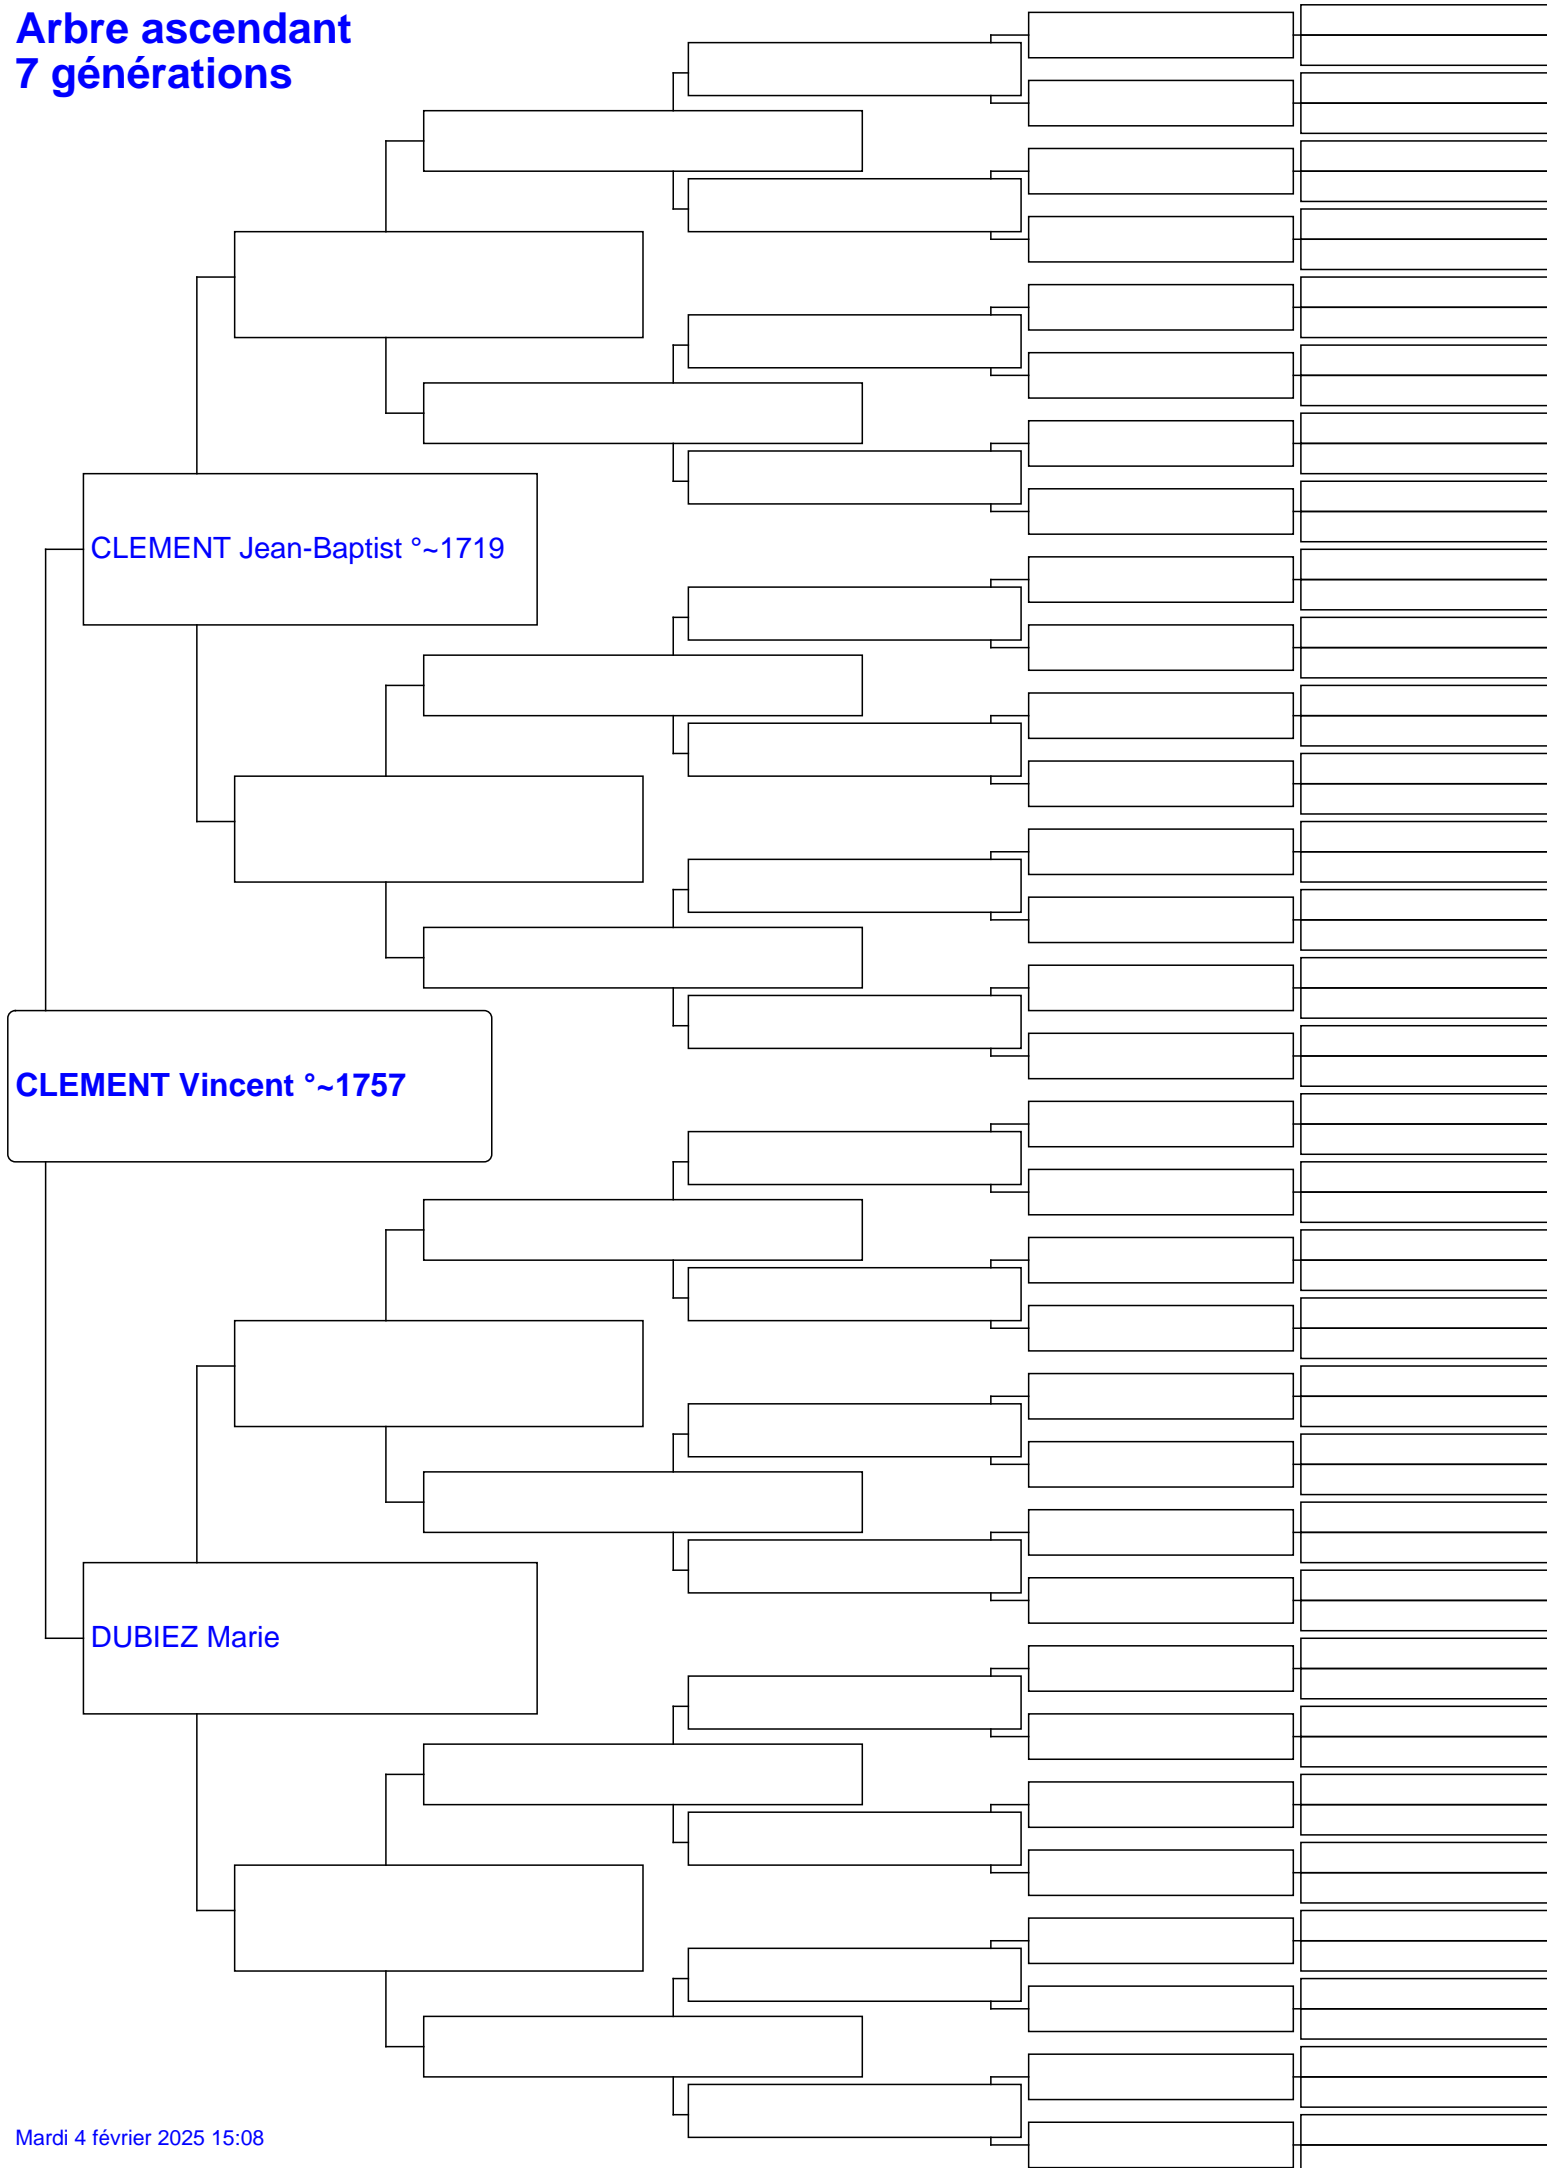 Arbre ascendant
7 générations
CLEMENT Jean-Baptist °~1719
CLEMENT Vincent °~1757
DUBIEZ Marie
Mardi 4 février 2025 15:08